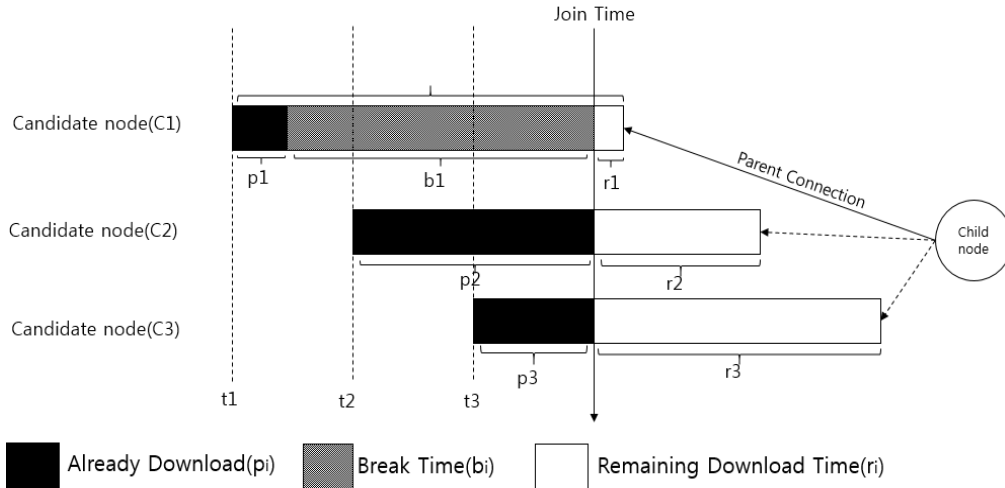 Join Time
Candidate node(C1)
p1
b1
r1
Parent Connection
Candidate node(C2)
p2
r2
Child
node
Candidate node(C3)
p3
r3
t1
t2
t3
Already Download(pi)
Break Time(bi)
Remaining Download Time(ri)